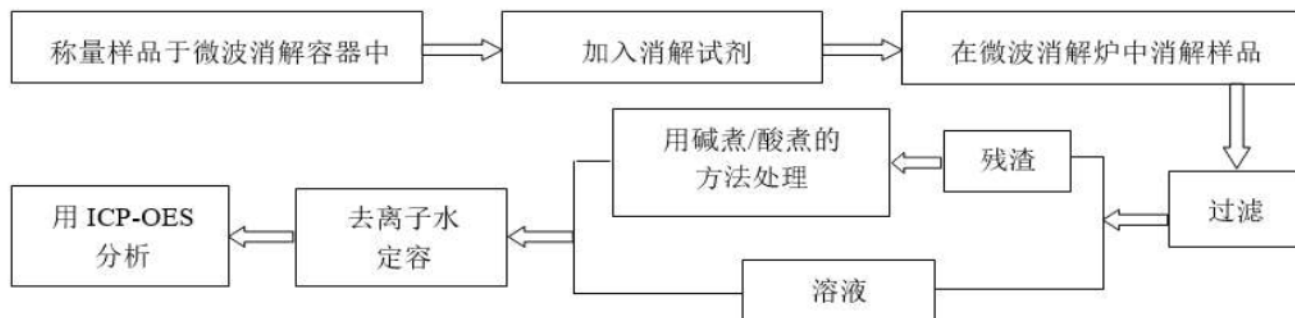 称量样品于微波消解容器中
加入消解试剂
在微波消解炉中消解样品
过滤
残渣
用碱煮/酸煮的
方法处理
溶液
去离子水
定容
用 ICP-OES
分析